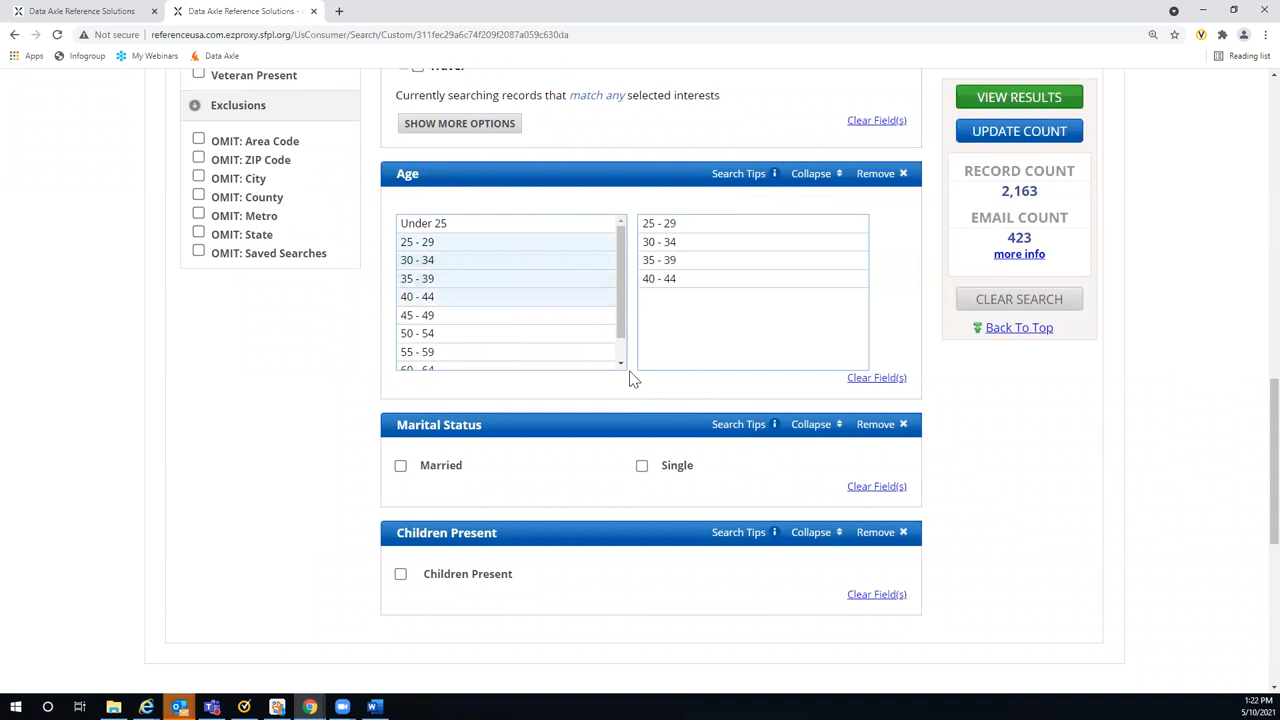 Data Axle Reference Solutions
Data Axle Reference Solutions -
Not secure
referenceusa.com.ezproxy.sfpl.org/UsConsumer/Search/Custom/311fec29a6c74f209f2087a059c630da
Apps
Infogroup
My Webinars
Data Axle
Reading list
Veteran Present
Exclusions
OMIT: Area Code
OMIT: ZIP Code
OMIT: City
OMIT: County
OMIT: Metro
OMIT: State
OMIT: Saved Searches
Currently searching records that match any selected interests
SHOW MORE OPTIONS
Clear Field(s)
Age
Search Tips
Collapse
Remove
Under 25
25 - 29
30 - 34
35 - 39
40 - 44
45 - 49
50 - 54
55 - 59
60 - 64
25 - 29
30 - 34
35 - 39
40 - 44
Clear Field(s)
Marital Status
Search Tips
Collapse
Remove
Married
Single
Clear Field(s)
Children Present
Search Tips
Collapse
Remove
Children Present
Clear Field(s)
VIEW RESULTS
UPDATE COUNT
RECORD COUNT
2,163
EMAIL COUNT
423
more info
CLEAR SEARCH
Back To Top
1:22 PM
5/10/2021